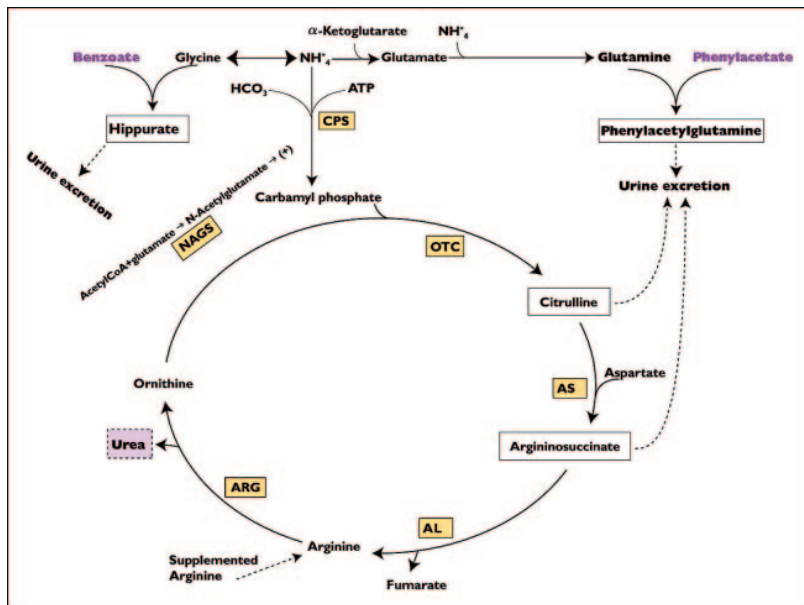 α-Ketoglutarate
NH⁺₄
Benzoate
Glycine
NH⁺₄
Glutamate
Glutamine
Phenylacetate
HCO₃
ATP
Hippurate
CPS
Phenylacetylglutamine
Urine excretion
Urine excretion
AcetylCoA+glutamate → N-Acetylglutamate → (+)
NAGS
Carbamyl phosphate
OTC
Citrulline
Aspartate
AS
Ornithine
Urea
Argininosuccinate
ARG
AL
Arginine
Supplemented
Arginine
Fumarate